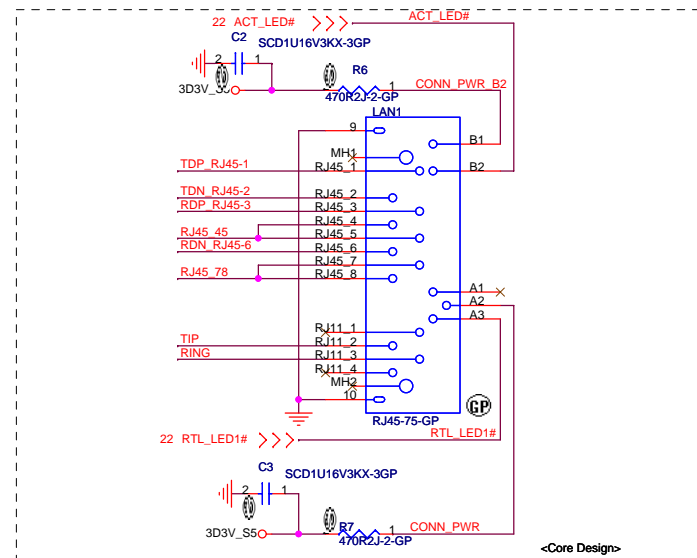 22 ACT_LED#
ACT_LED#
C2
SCD1U16V3KX-3GP
2
1
R6
3D3V_
1
CONN_PWR_B2
470R2J-2-GP
LAN1
9
B1
MH1
TDP_RJ45-1
RJ45_1
B2
TDN_RJ45-2
RJ45_2
RDP_RJ45-3
RJ45_3
RJ45_4
RJ45_45
RJ45_5
RDN_RJ45-6
RJ45_6
RJ45_7
RJ45_78
RJ45_8
A1
A2
A3
RJ11_1
TIP
RJ11_2
RING
RJ11_3
RJ11_4
MH2
10
GP
RJ45-75-GP
22 RTL_LED1#
RTL_LED1#
C3
SCD1U16V3KX-3GP
2
1
R7
3D3V_S5
1
CONN_PWR
470R2J-2-GP
<Core Design>